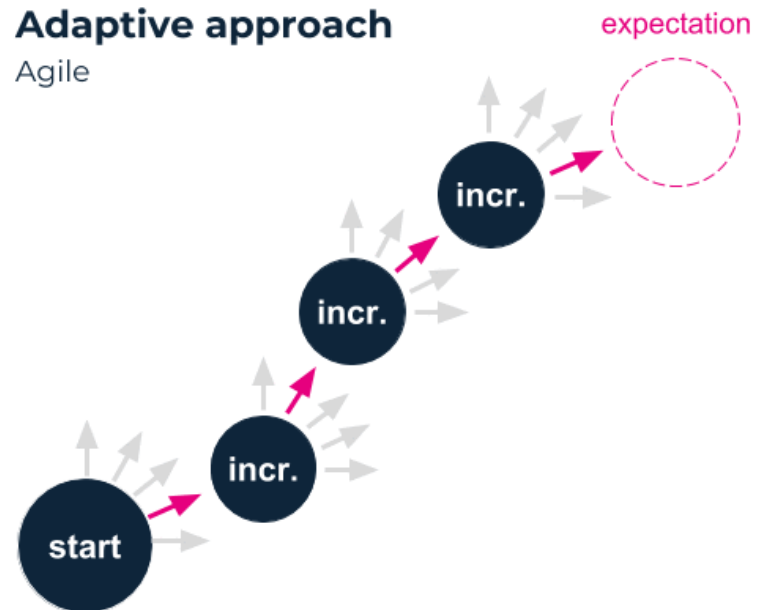 Adaptive approach
Agile
expectation
incr.
incr.
incr.
start